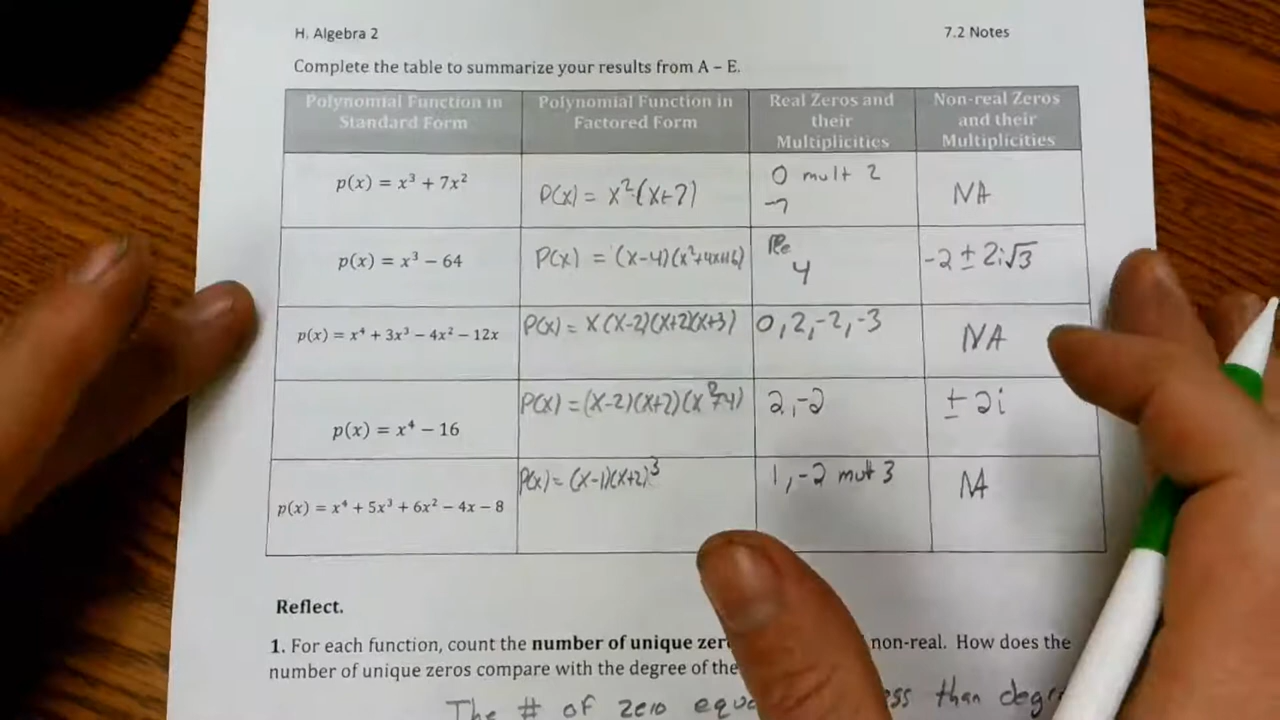 H. Algebra 2 7.2 Notes
Complete the table to summarize your results from A – E.
Polynomial Function in Standard Form Polynomial Function in Factored Form Real Zeros and their Multiplicities Non-real Zeros and their Multiplicities
p(x) = x³ + 7x² P(x) = x²(x+7) 0 mult 2 -7 NA
p(x) = x³ − 64 P(x) = (x-4)(x²+4x+16) 4 -2 ± 2i√3
p(x) = x⁴ + 3x³ − 4x² − 12x P(x) = x(x-2)(x+2)(x+3) 0, 2, -2, -3 NA
p(x) = x⁴ − 16 P(x) = (x-2)(x+2)(x²+4) 2, -2 ± 2i
p(x) = x⁴ + 5x³ + 6x² − 4x − 8 P(x) = (x-1)(x+2)³ 1, -2 mult 3 NA
Reflect.
1. For each function, count the number of unique non-real. How does the
number of unique zeros compare with the degree of the
The # of zero than